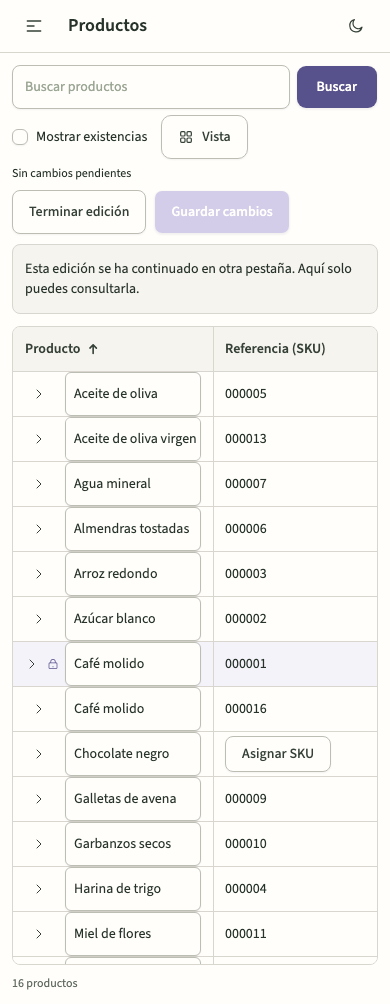 Productos
Buscar productos
Buscar
Mostrar existencias
Vista
Sin cambios pendientes
Terminar edición
Guardar cambios
Esta edición se ha continuado en otra pestaña. Aquí solo
puedes consultarla.
Producto ↑ Referencia (SKU)
Aceite de oliva 000005
Aceite de oliva virgen 000013
Agua mineral 000007
Almendras tostadas 000006
Arroz redondo 000003
Azúcar blanco 000002
Café molido 000001
Café molido 000016
Chocolate negro Asignar SKU
Galletas de avena 000009
Garbanzos secos 000010
Harina de trigo 000004
Miel de flores 000011
16 productos